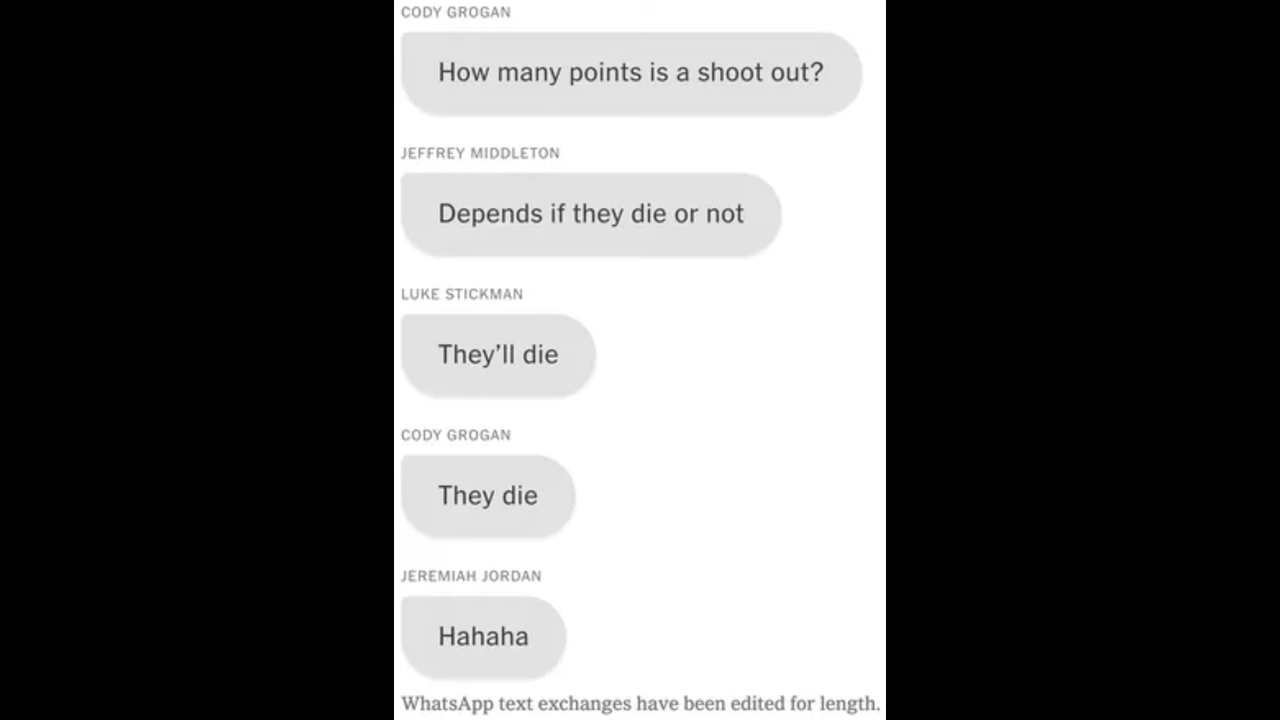 CODY GROGAN
How many points is a shoot out?
JEFFREY MIDDLETON
Depends if they die or not
LUKE STICKMAN
They’ll die
CODY GROGAN
They die
JEREMIAH JORDAN
Hahaha
WhatsApp text exchanges have been edited for length.